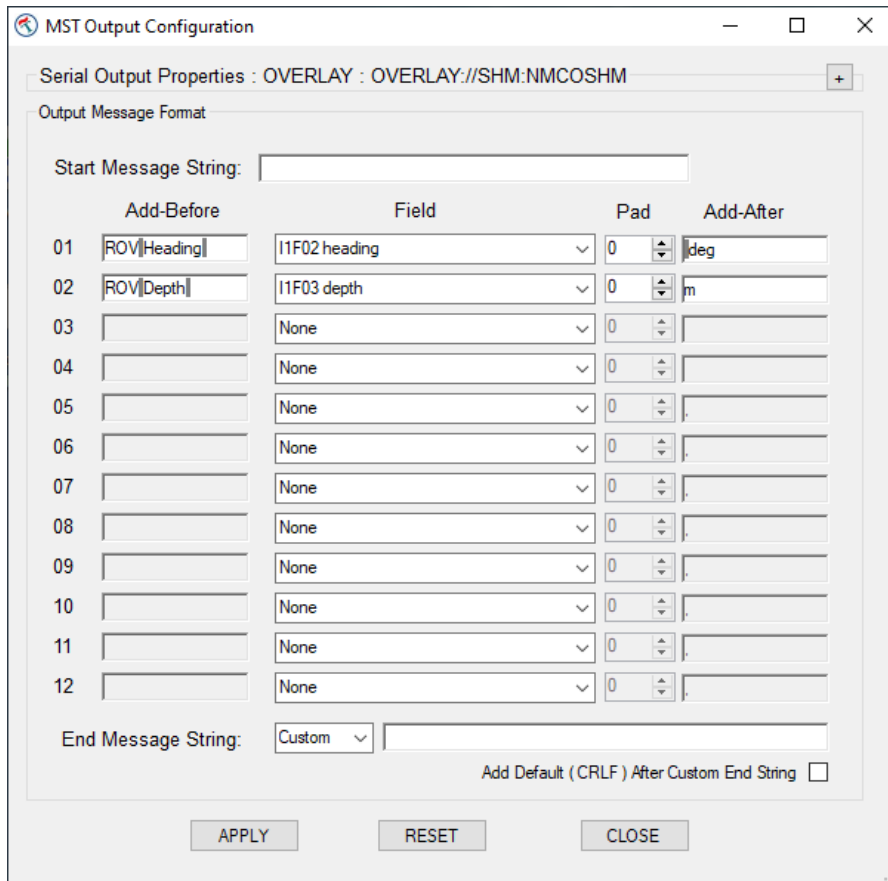 MST Output Configuration
Serial Output Properties : OVERLAY : OVERLAY://SHM:NMCOSHM +
Output Message Format
Start Message String:
Add-Before Field Pad Add-After
01 ROV Heading I1F02 heading 0 deg
02 ROV Depth I1F03 depth 0 m
03 None 0
04 None 0
05 None 0 ,
06 None 0 ,
07 None 0 ,
08 None 0 ,
09 None 0 ,
10 None 0 ,
11 None 0 ,
12 None 0 ,
End Message String: Custom
Add Default ( CRLF ) After Custom End String
APPLY RESET CLOSE